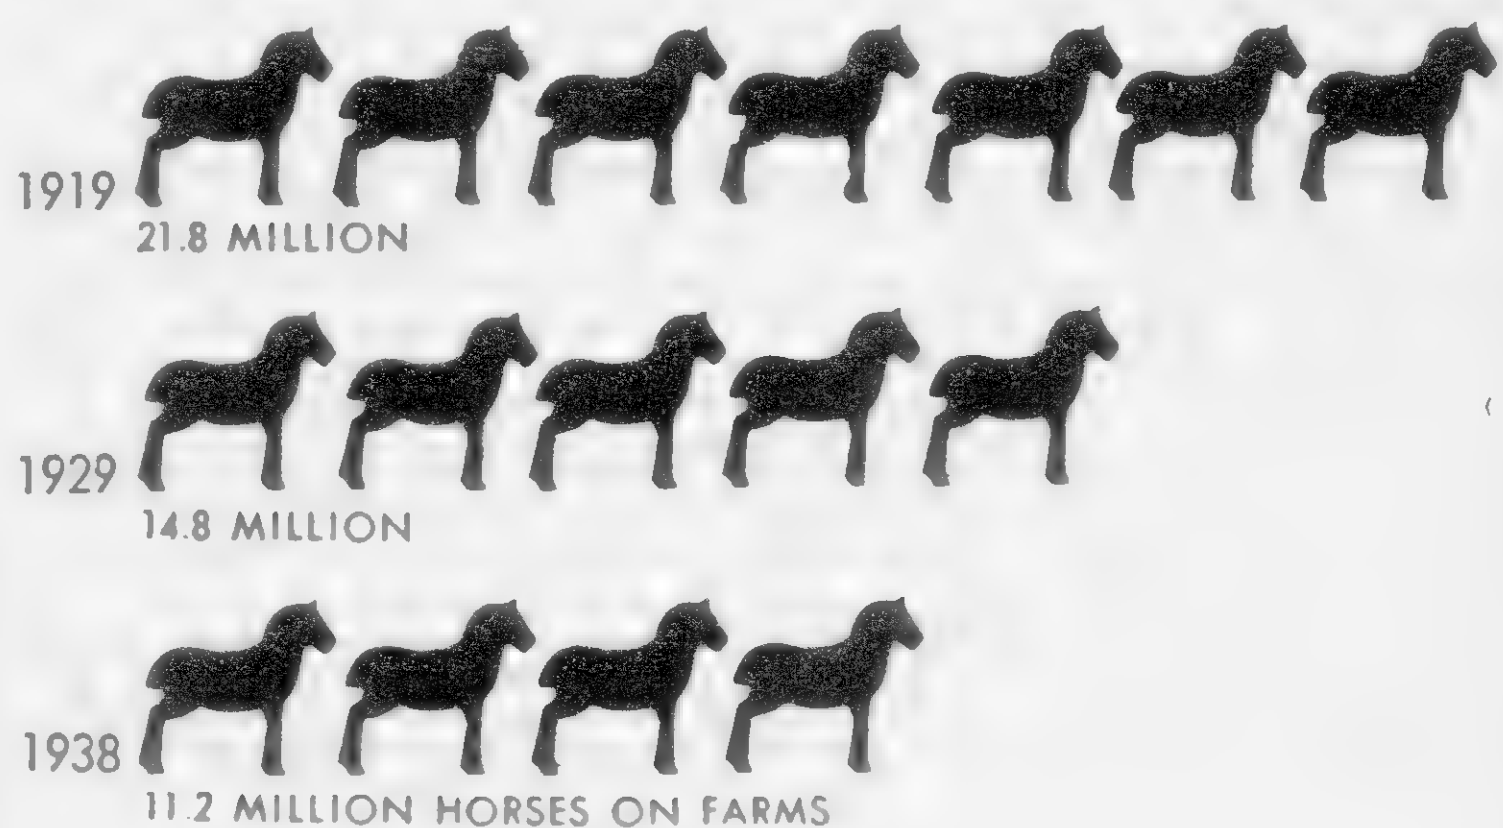 1919
21.8 MILLION
1929
14.8 MILLION
1938
11.2 MILLION HORSES ON FARMS